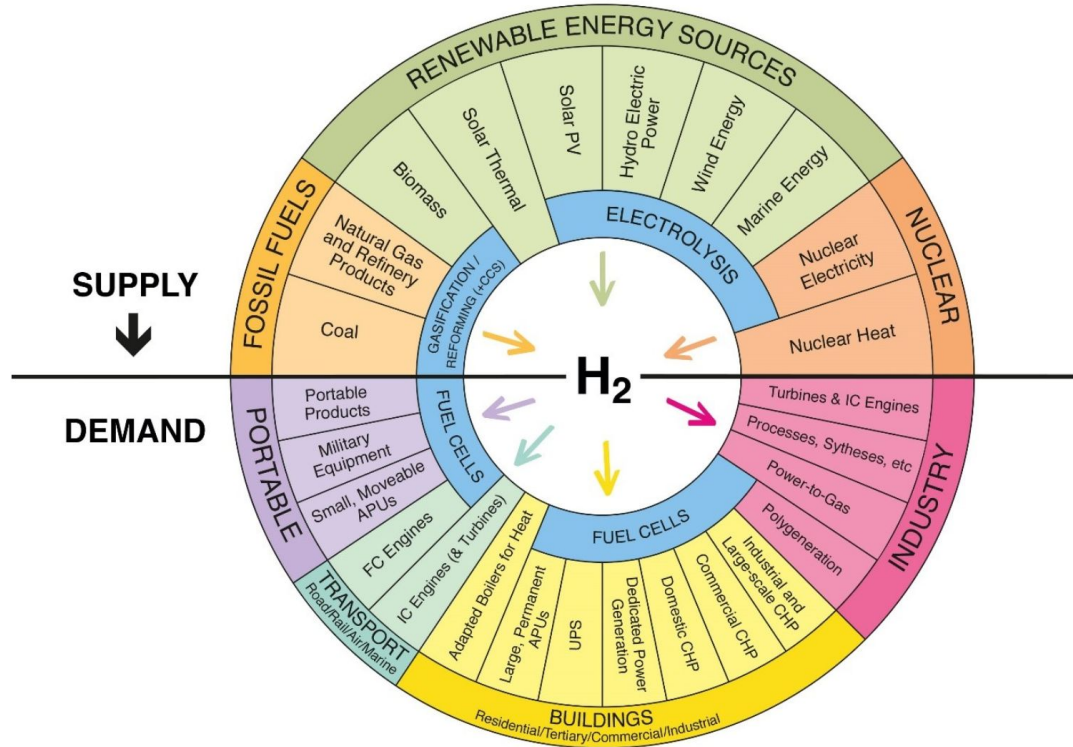 RENEWABLE ENERGY SOURCES
Biomass
Solar Thermal
Solar PV
Hydro Electric
Power
Wind Energy
Marine Energy
FOSSIL FUELS
Natural Gas
and Refinery
Products
Coal
GASIFICATION /
REFORMING (+CCS)
ELECTROLYSIS
NUCLEAR
Nuclear
Electricity
Nuclear Heat
SUPPLY
H2
DEMAND
PORTABLE
Portable
Products
Military
Equipment
Small, Moveable
APUs
FUEL CELLS
TRANSPORT
Road/Rail/Air/Marine
FC Engines
IC Engines (& Turbines)
BUILDINGS
Residential/Tertiary/Commercial/Industrial
Adapted Boilers for Heat
Large, Permanent
APUs
UPS
Dedicated Power
Generation
Domestic CHP
Commercial CHP
Industrial and
Large-scale CHP
FUEL CELLS
INDUSTRY
Turbines & IC Engines
Processes, Sytheses, etc
Power-to-Gas
Polygeneration